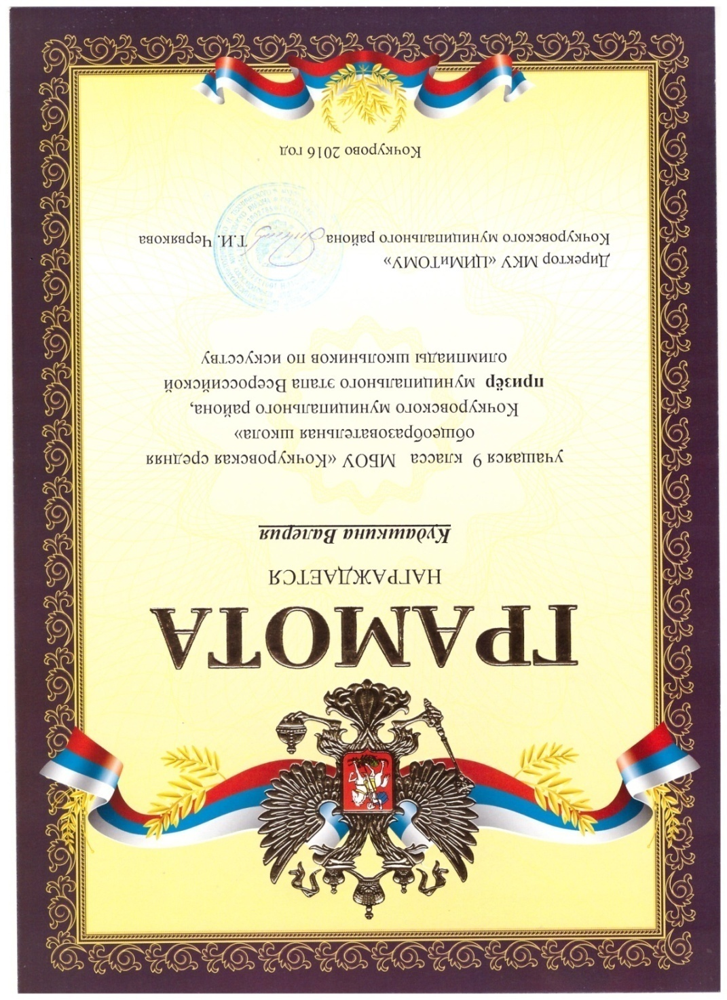 ГРАМОТА
НАГРАЖДАЕТСЯ
Кудашкина Валерия
учащаяся 9 класса МБОУ «Кочкуровская средняя
общеобразовательная школа»
Кочкуровского муниципального района,
призёр муниципального этапа Всероссийской
олимпиады школьников по искусству
Директор МКУ «ЦИМиТОМУ»
Кочкуровского муниципального района Т.И. Червякова
Кочкурово 2016 год